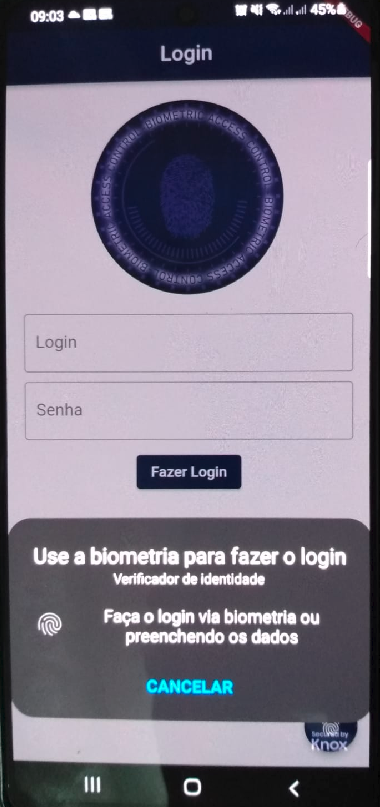 09:03
45%
Login
BIOMETRIC ACCESS CONTROL BIOMETRIC ACCESS CONTROL BIOMETRIC ACCESS CONTROL
Login
Senha
Fazer Login
Use a biometria para fazer o login
Verificador de identidade
Faça o login via biometria ou
preenchendo os dados
CANCELAR
Secured by
Knox